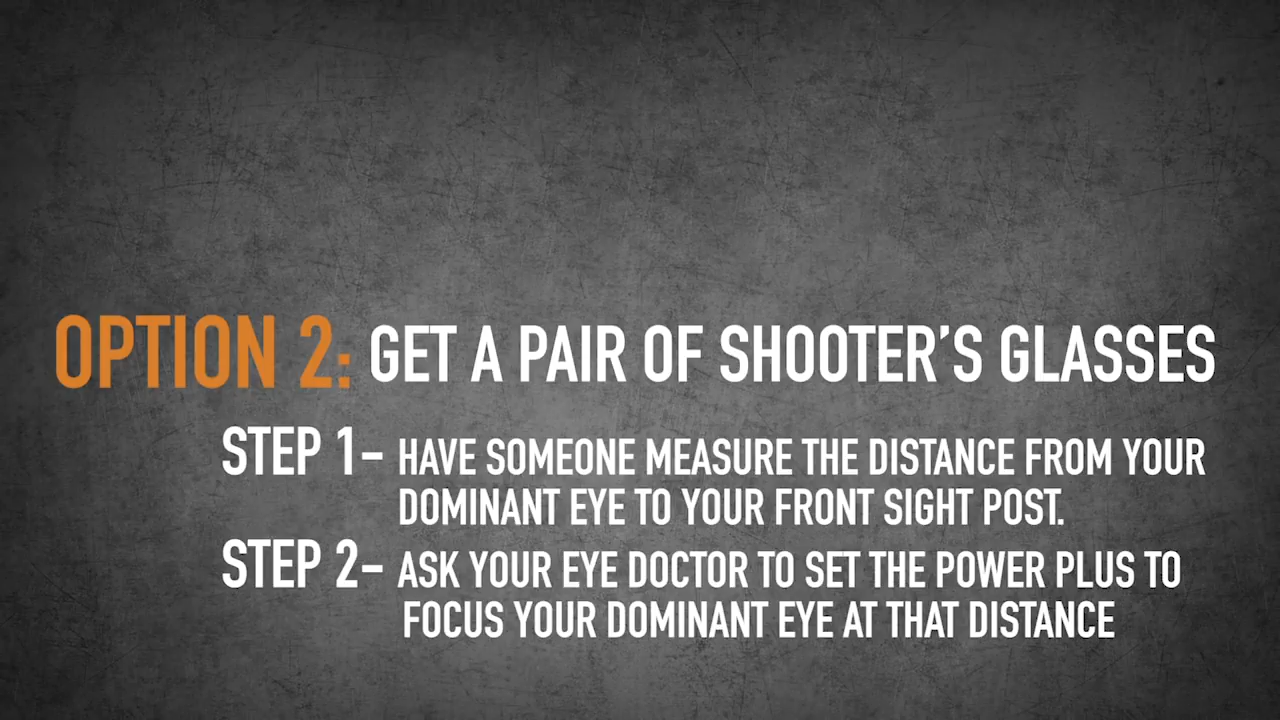 OPTION 2: GET A PAIR OF SHOOTER'S GLASSES
STEP 1- HAVE SOMEONE MEASURE THE DISTANCE FROM YOUR
DOMINANT EYE TO YOUR FRONT SIGHT POST.
STEP 2- ASK YOUR EYE DOCTOR TO SET THE POWER PLUS TO
FOCUS YOUR DOMINANT EYE AT THAT DISTANCE